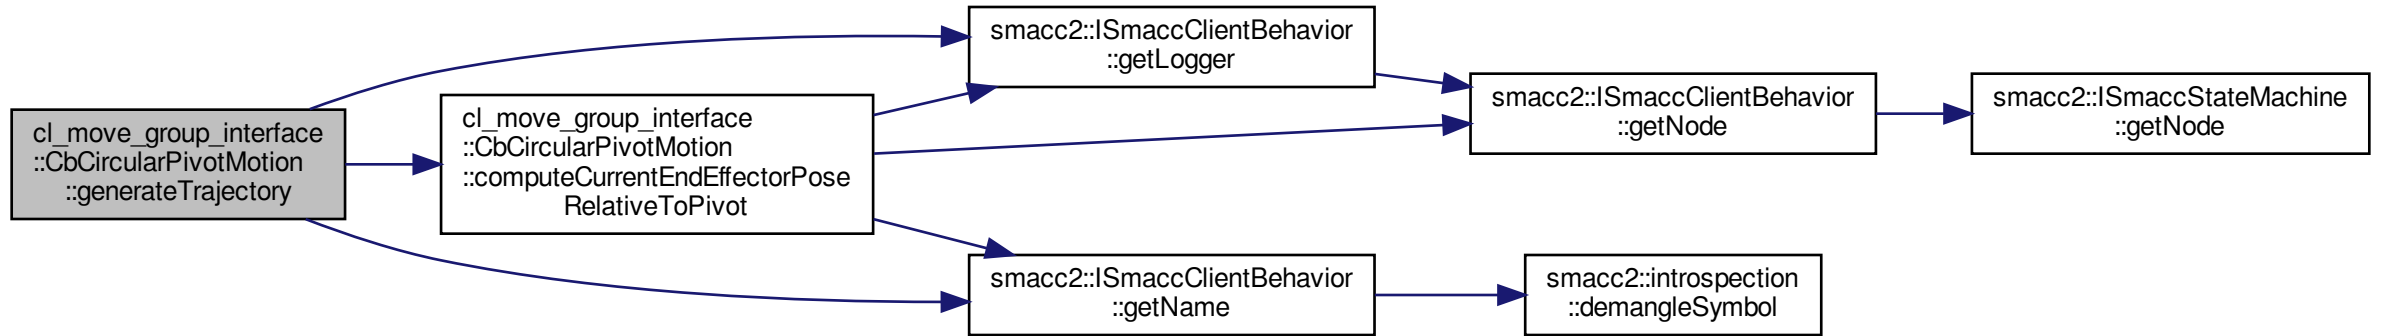 cl_move_group_interface
::CbCircularPivotMotion
::generateTrajectory
cl_move_group_interface
::CbCircularPivotMotion
::computeCurrentEndEffectorPose
RelativeToPivot
smacc2::ISmaccClientBehavior
::getLogger
smacc2::ISmaccClientBehavior
::getNode
smacc2::ISmaccStateMachine
::getNode
smacc2::ISmaccClientBehavior
::getName
smacc2::introspection
::demangleSymbol